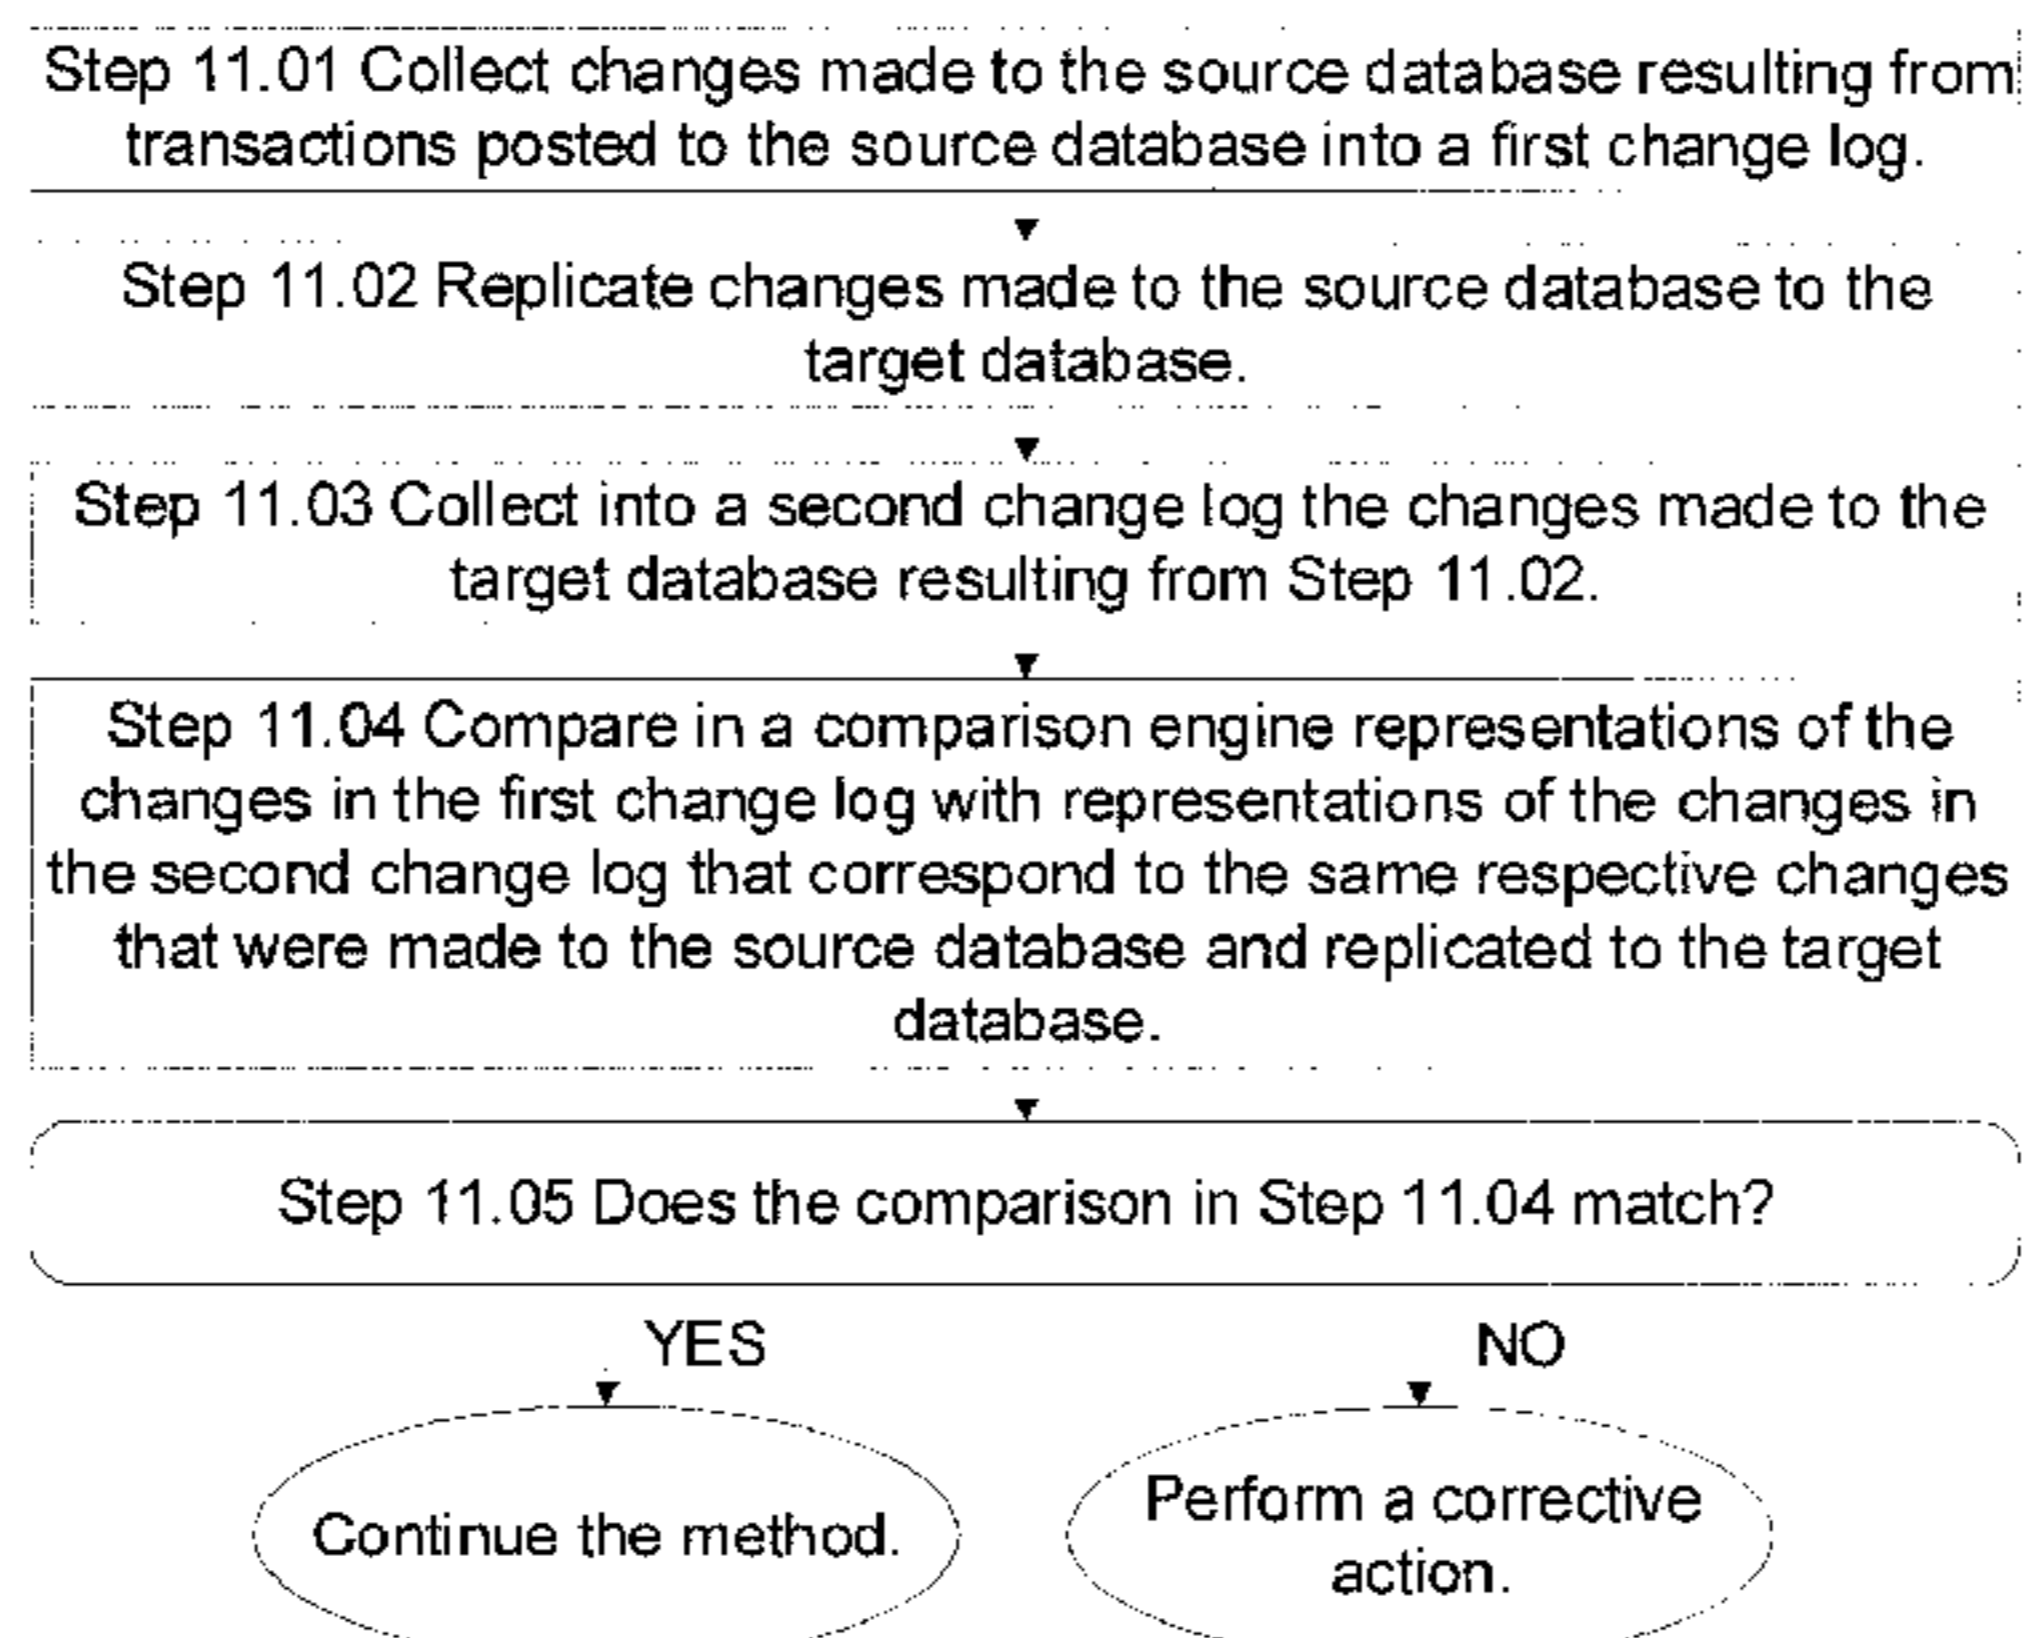 Step 11.01 Collect changes made to the source database resulting from
transactions posted to the source database into a first change log.
Step 11.02 Replicate changes made to the source database to the
target database.
Step 11.03 Collect into a second change log the changes made to the
target database resulting from Step 11.02.
Step 11.04 Compare in a comparison engine representations of the
changes in the first change log with representations of the changes in
the second change log that correspond to the same respective changes
that were made to the source database and replicated to the target
database.
Step 11.05 Does the comparison in Step 11.04 match?
YES
NO
Continue the method.
Perform a corrective
action.